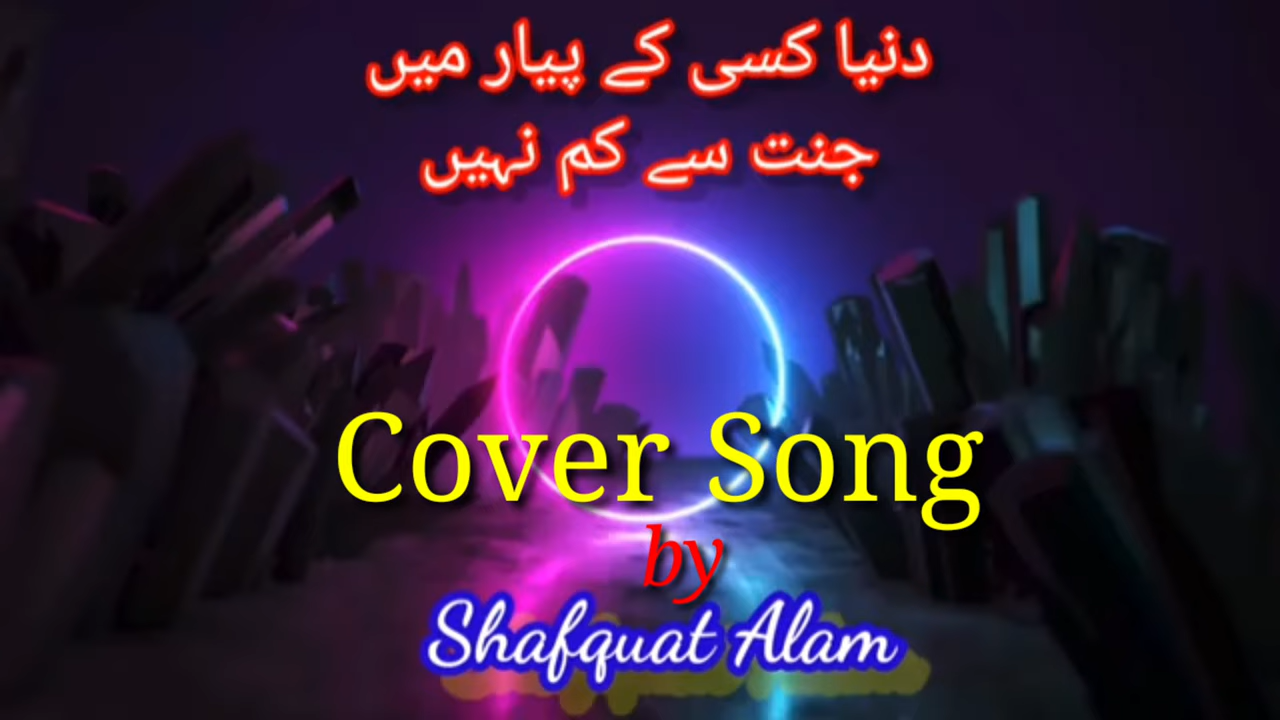 دنیا کسی کے پیار میں
جنت سے کم نہیں
Cover Song
by
Shafquat Alam